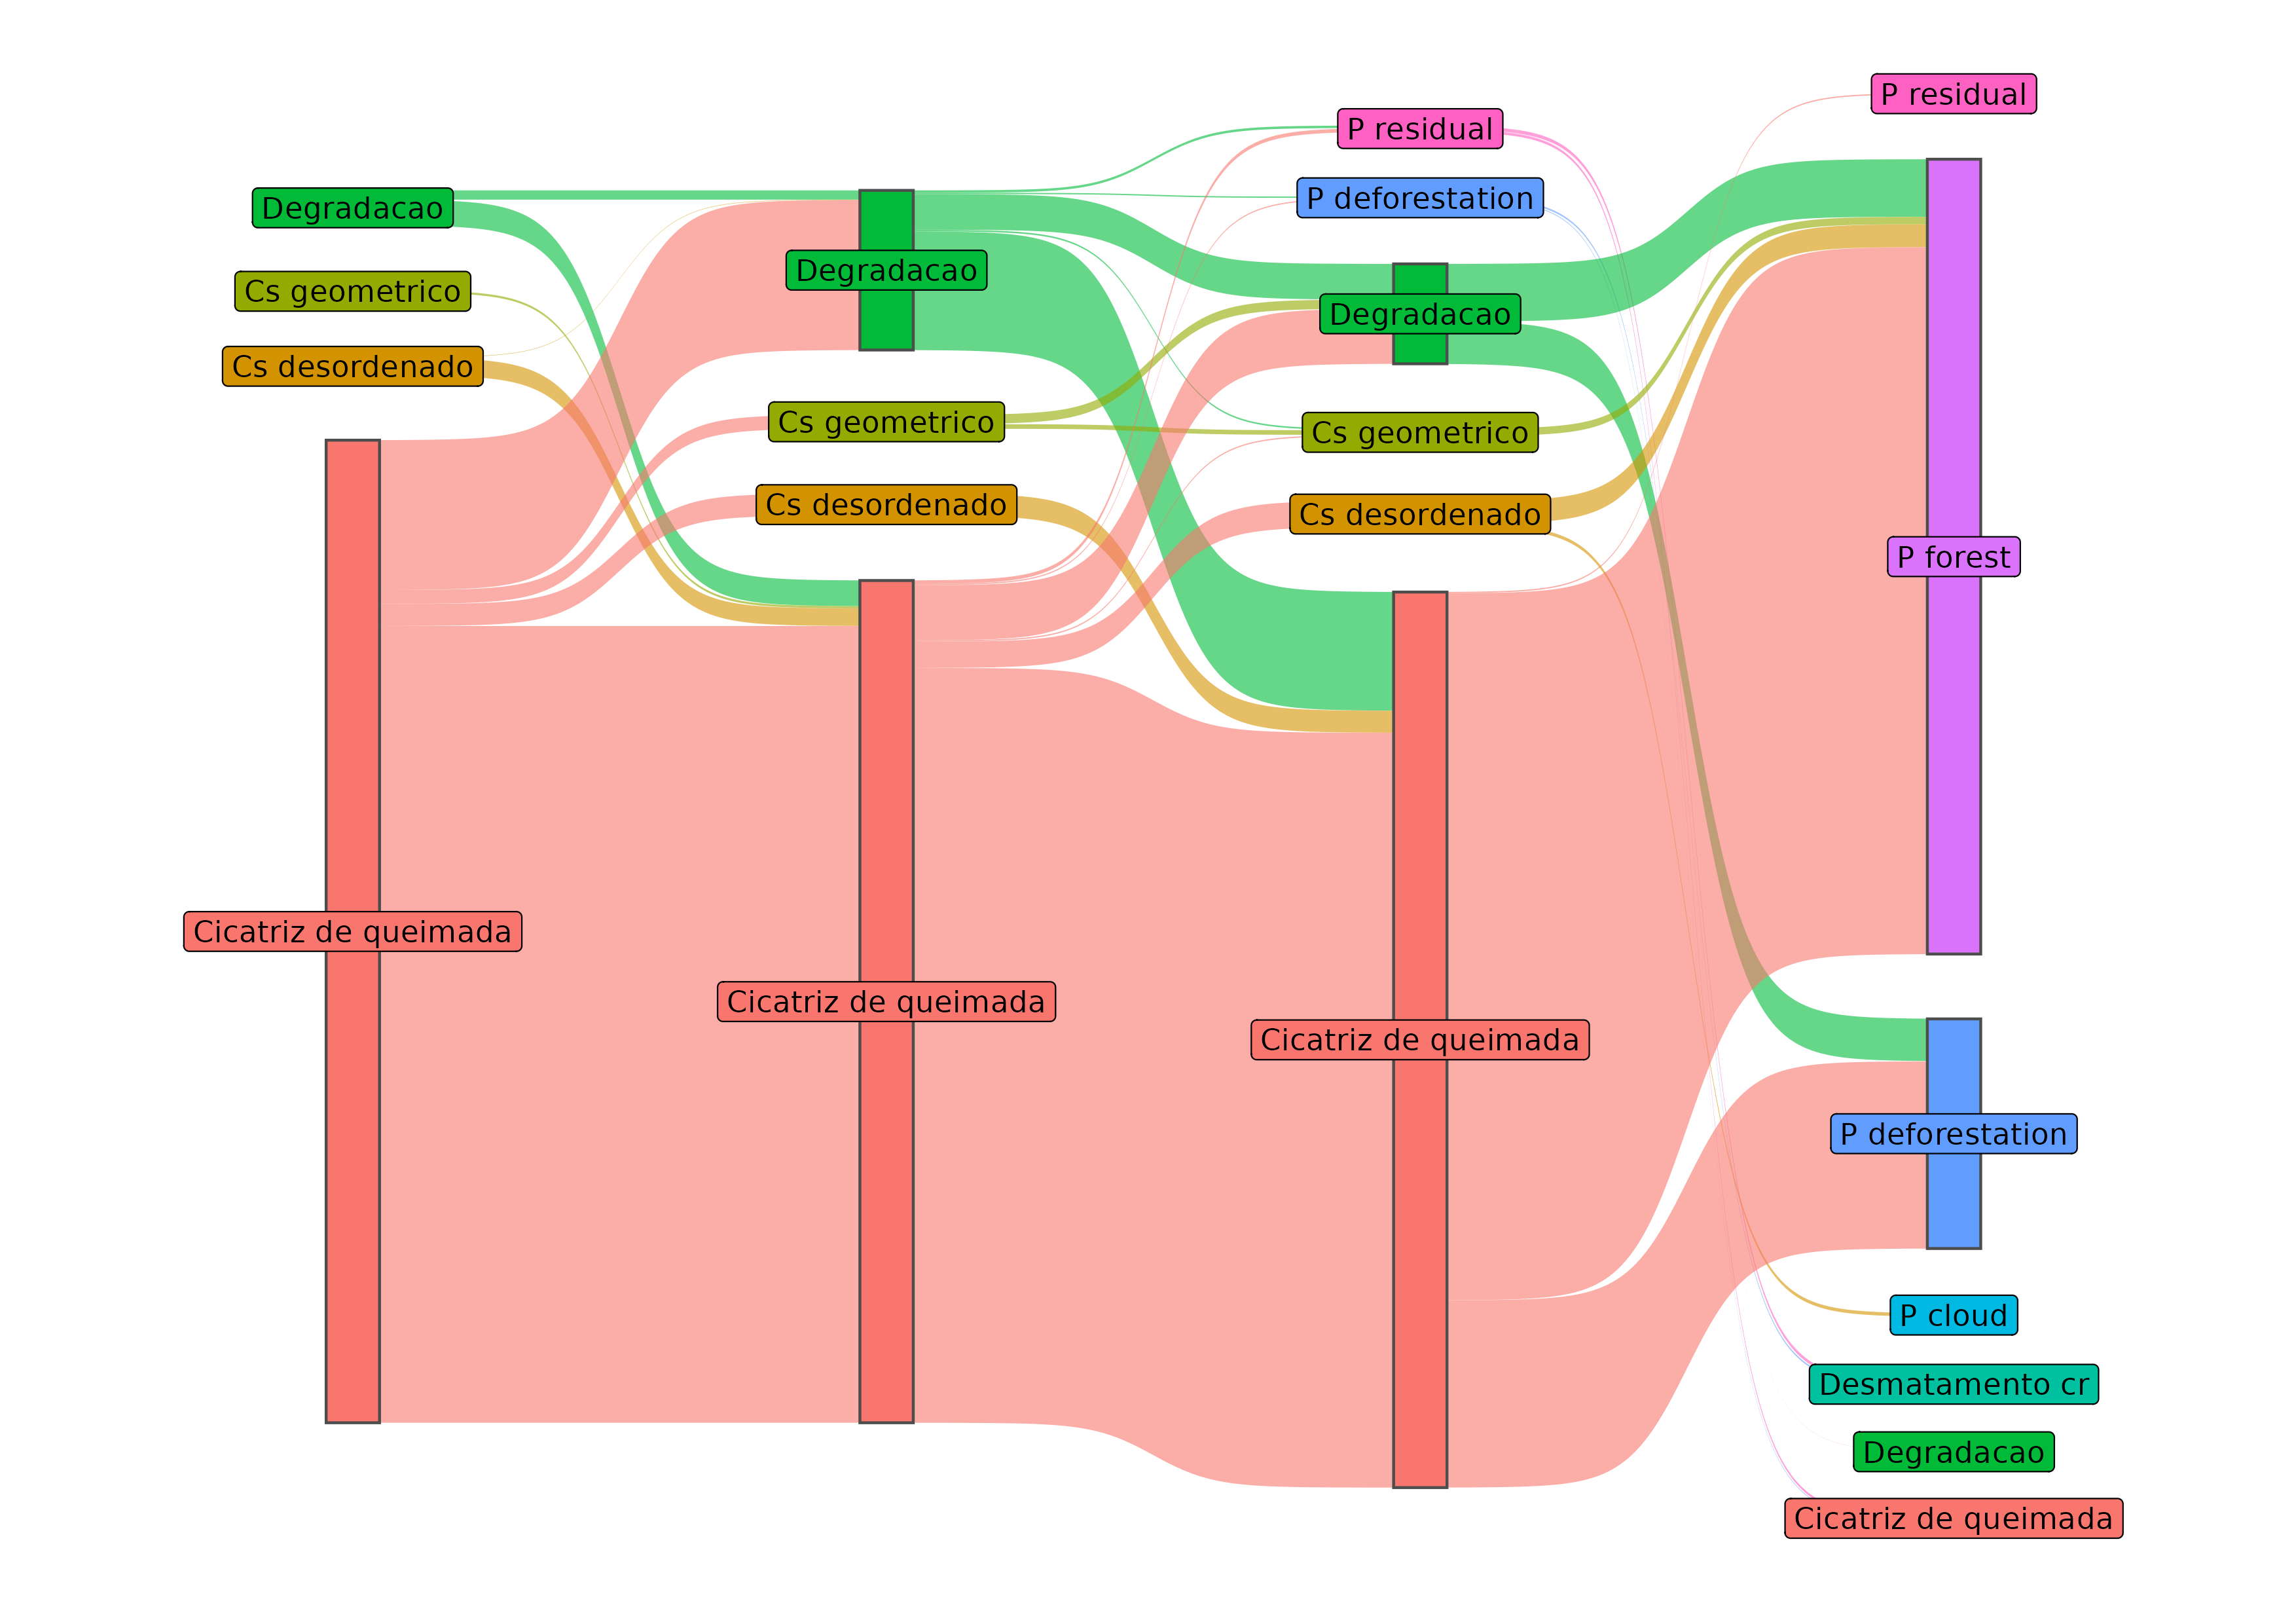 Degradacao
Cs geometrico
Cs desordenado
Cicatriz de queimada
Degradacao
Cs geometrico
Cs desordenado
Cicatriz de queimada
P residual
P deforestation
Degradacao
Cs geometrico
Cs desordenado
Cicatriz de queimada
P residual
P forest
P deforestation
P cloud
Desmatamento cr
Degradacao
Cicatriz de queimada